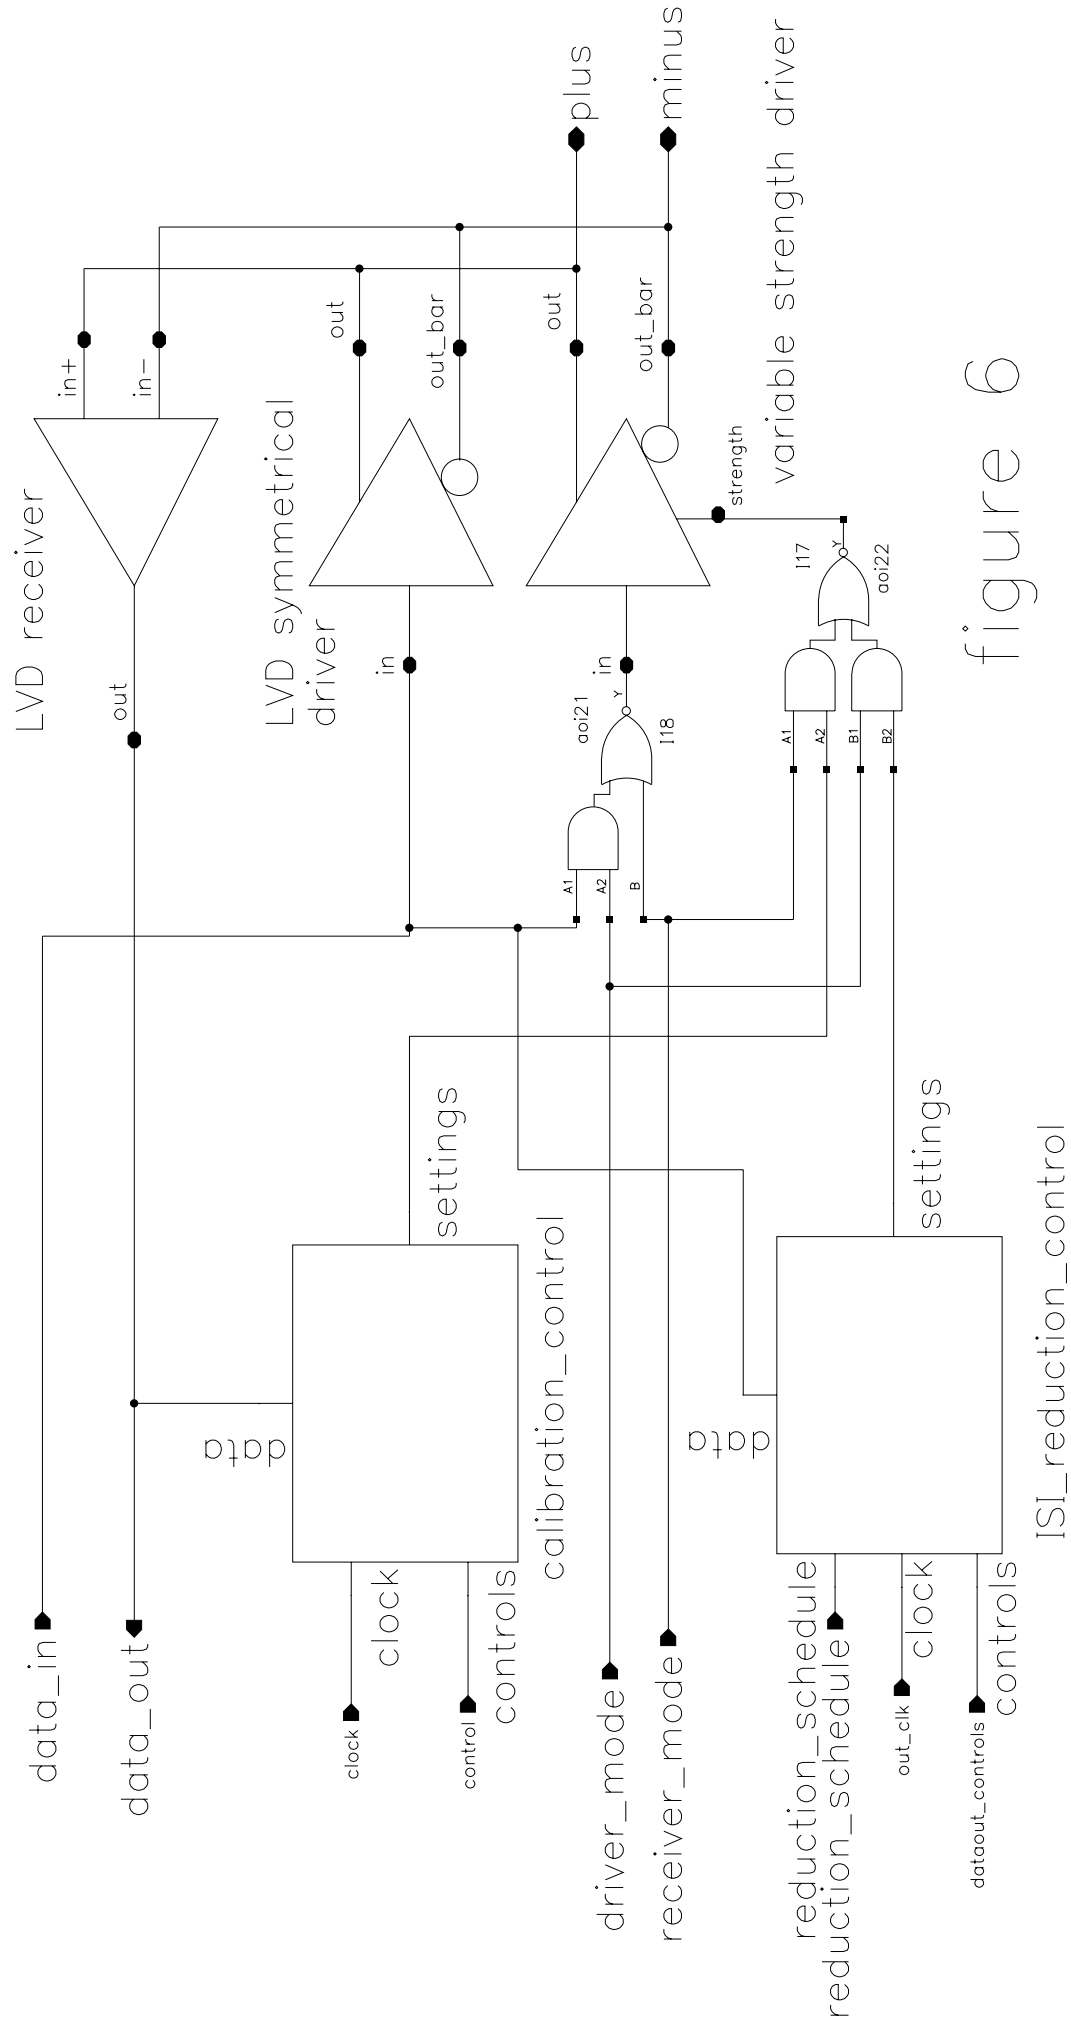 LVD receiver
in+
in-
out
LVD symmetrical
driver
out
out_bar
in
out
out_bar
in
strength
variable strength driver
plus
minus
aoi21
I18
Y
A1
A2
B
I17
aoi22
Y
A1
A2
B1
B2
data_in
data_out
data
settings
calibration_control
clock
controls
clock
control
driver_mode
receiver_mode
data
settings
ISI_reduction_control
reduction_schedule
reduction_schedule
clock
out_clk
controls
dataout_controls
figure 6